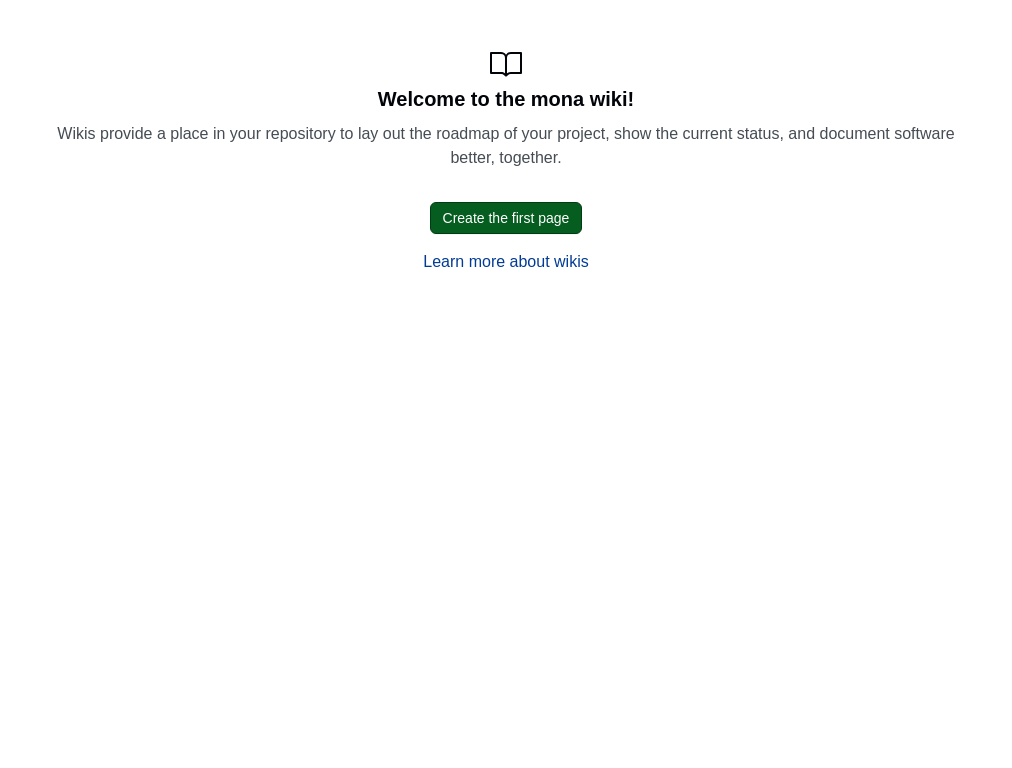 Welcome to the mona wiki!
Wikis provide a place in your repository to lay out the roadmap of your project, show the current status, and document software
better, together.
Create the first page
Learn more about wikis